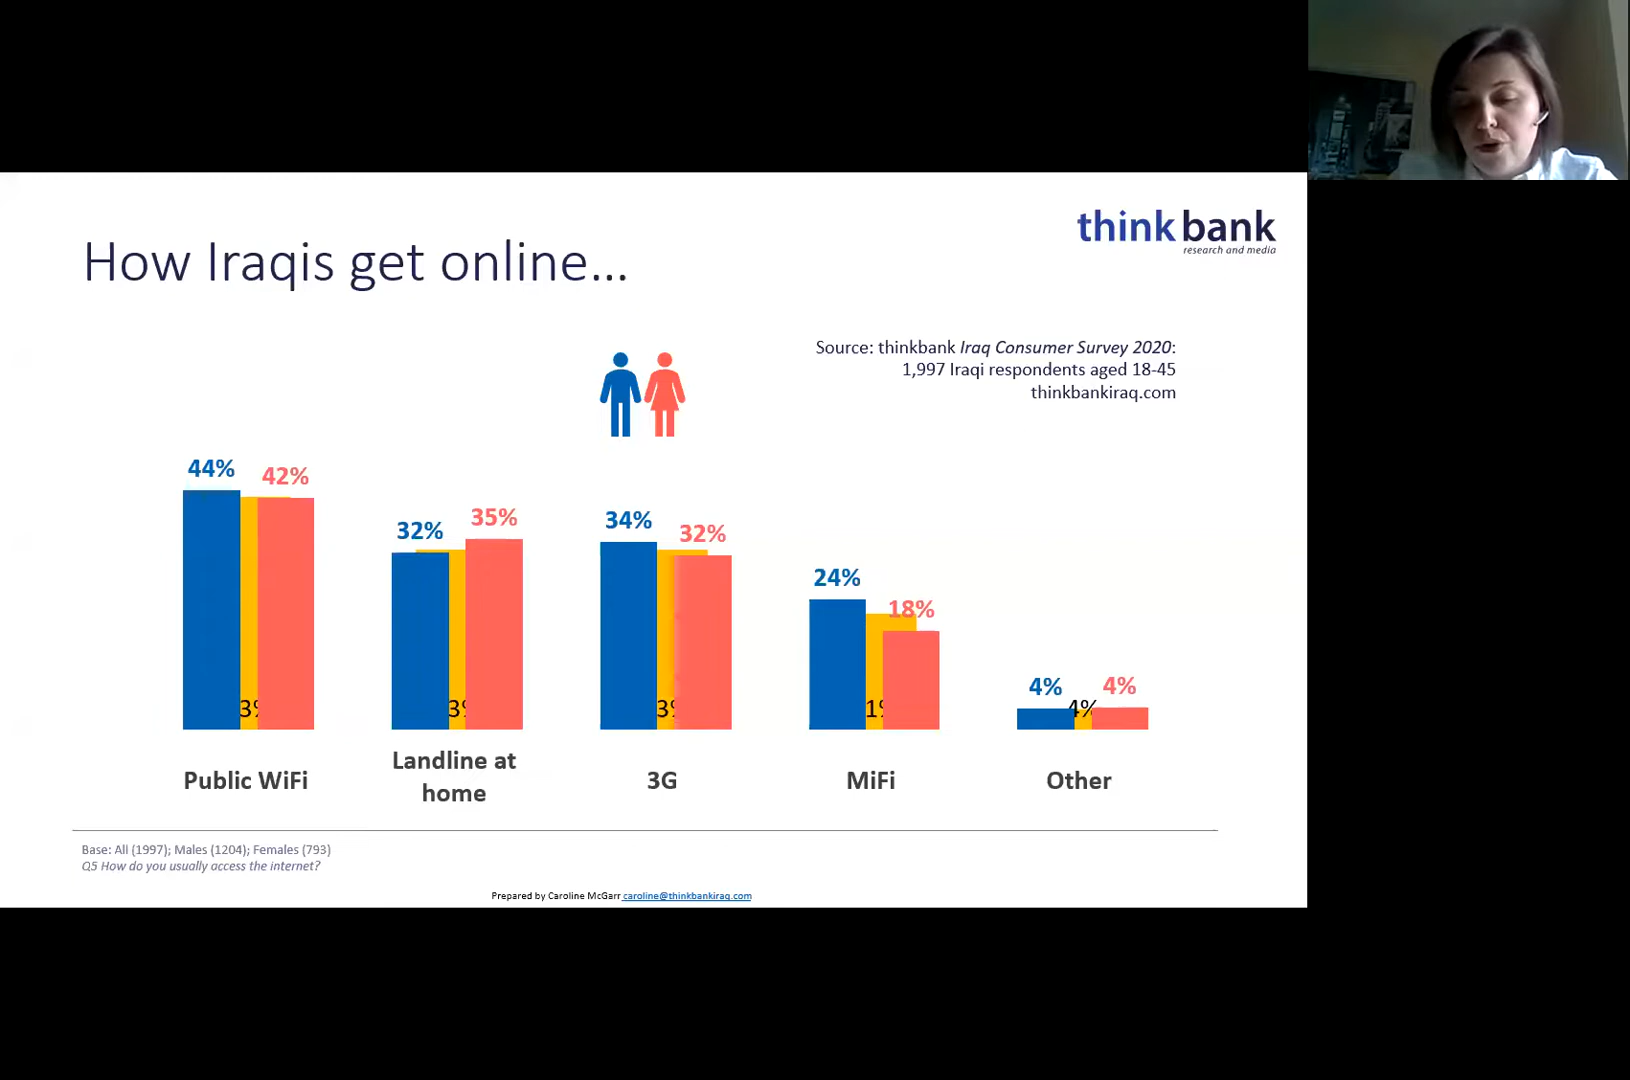 thinkbank
research and media
How Iraqis get online...
Source: thinkbank Iraq Consumer Survey 2020:
1,997 Iraqi respondents aged 18-45
thinkbankiraq.com
44%
42%
32%
35%
34%
32%
24%
18%
4%
4%
4%
Public WiFi
Landline at
home
3G
MiFi
Other
Base: All (1997); Males (1204); Females (793)
Q5 How do you usually access the internet?
Prepared by Caroline McGarr caroline@thinkbankiraq.com